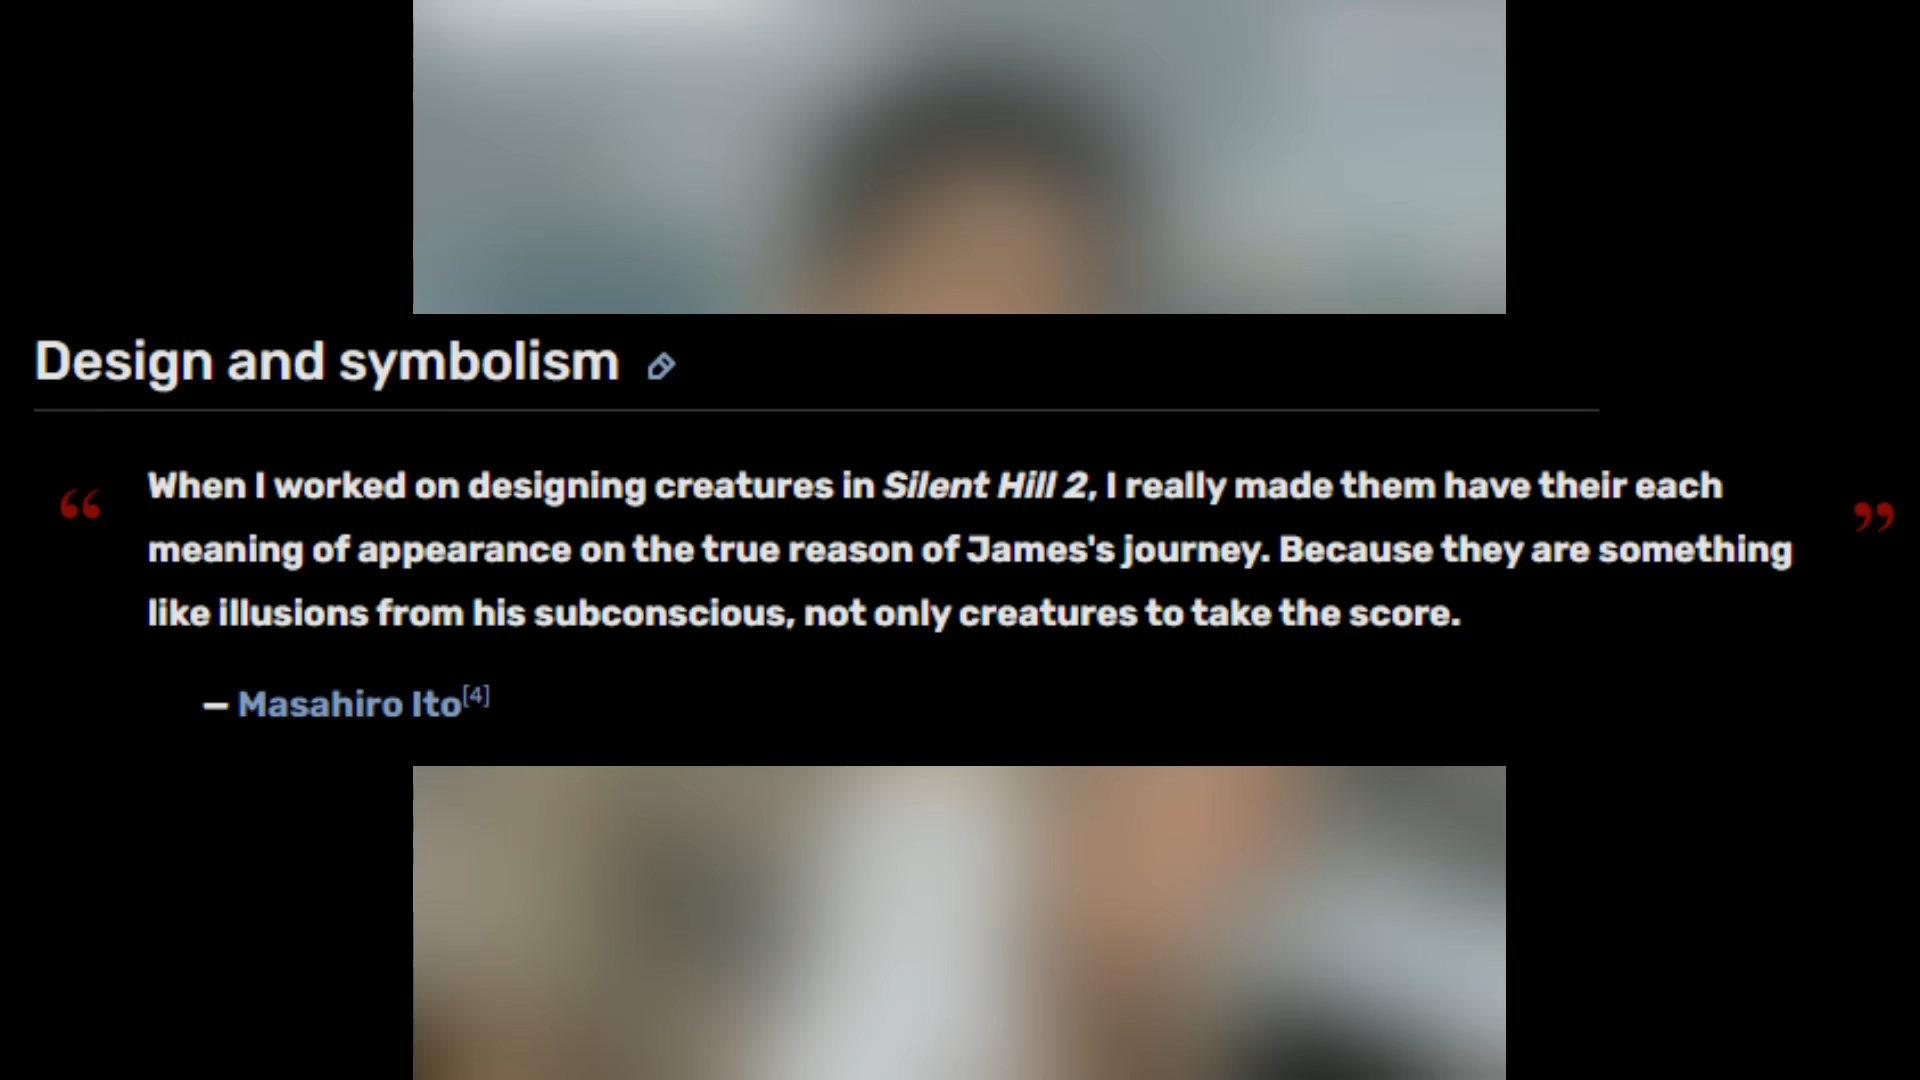 Design and symbolism
“ When I worked on designing creatures in Silent Hill 2, I really made them have their each ”
meaning of appearance on the true reason of James's journey. Because they are something
like illusions from his subconscious, not only creatures to take the score.
— Masahiro Ito[4]